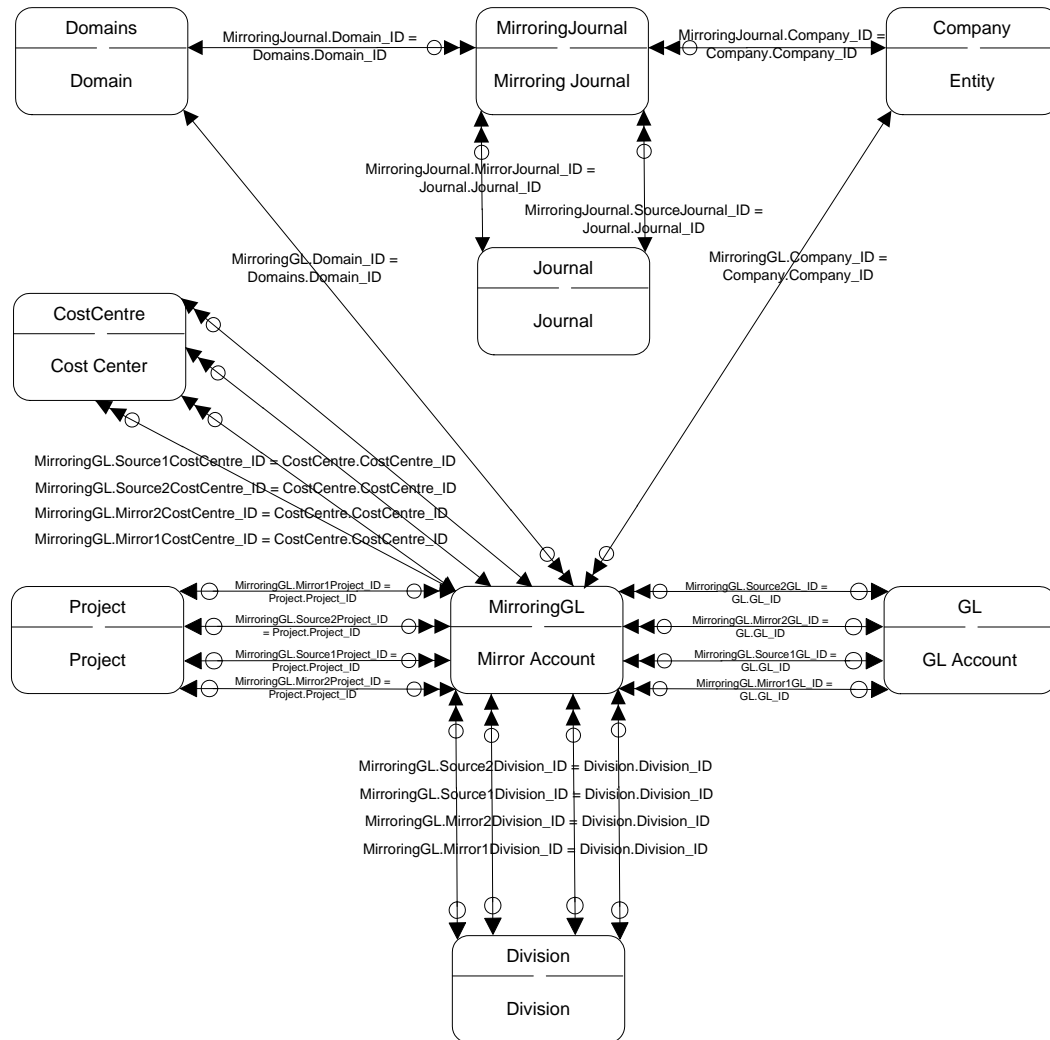 Domains
Domain
MirroringJournal.Domain_ID =
Domains.Domain_ID
MirroringJournal
Mirroring Journal
MirroringJournal.Company_ID =
Company.Company_ID
Company
Entity
MirroringJournal.MirrorJournal_ID =
Journal.Journal_ID
MirroringJournal.SourceJournal_ID =
Journal.Journal_ID
MirroringGL.Domain_ID =
Domains.Domain_ID
Journal
Journal
MirroringGL.Company_ID =
Company.Company_ID
CostCentre
Cost Center
MirroringGL.Source1CostCentre_ID = CostCentre.CostCentre_ID
MirroringGL.Source2CostCentre_ID = CostCentre.CostCentre_ID
MirroringGL.Mirror2CostCentre_ID = CostCentre.CostCentre_ID
MirroringGL.Mirror1CostCentre_ID = CostCentre.CostCentre_ID
Project
Project
MirroringGL.Mirror1Project_ID =
Project.Project_ID
MirroringGL.Source2Project_ID
= Project.Project_ID
MirroringGL.Source1Project_ID =
Project.Project_ID
MirroringGL.Mirror2Project_ID =
Project.Project_ID
MirroringGL
Mirror Account
MirroringGL.Source2GL_ID =
GL.GL_ID
MirroringGL.Mirror2GL_ID =
GL.GL_ID
MirroringGL.Source1GL_ID =
GL.GL_ID
MirroringGL.Mirror1GL_ID =
GL.GL_ID
GL
GL Account
MirroringGL.Source2Division_ID = Division.Division_ID
MirroringGL.Source1Division_ID = Division.Division_ID
MirroringGL.Mirror2Division_ID = Division.Division_ID
MirroringGL.Mirror1Division_ID = Division.Division_ID
Division
Division